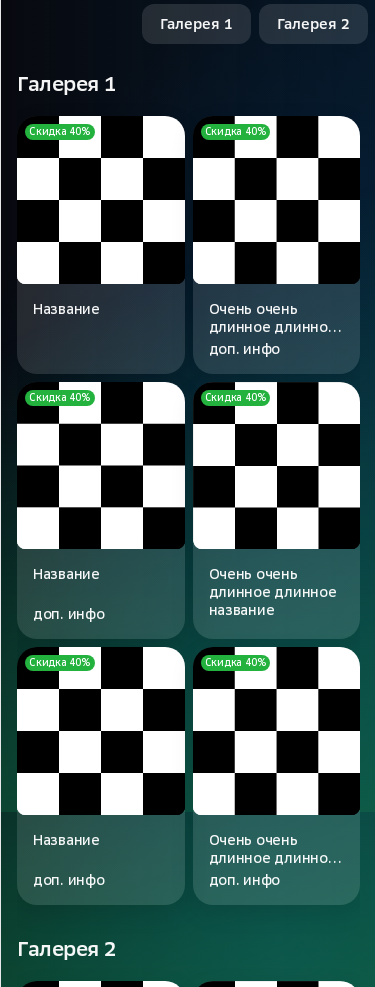 Галерея 1
Галерея 2
Галерея 1
Скидка 40%
Название
Скидка 40%
Очень очень
длинное длинно…
доп. инфо
Скидка 40%
Название
доп. инфо
Скидка 40%
Очень очень
длинное длинное
название
Скидка 40%
Название
доп. инфо
Скидка 40%
Очень очень
длинное длинно…
доп. инфо
Галерея 2